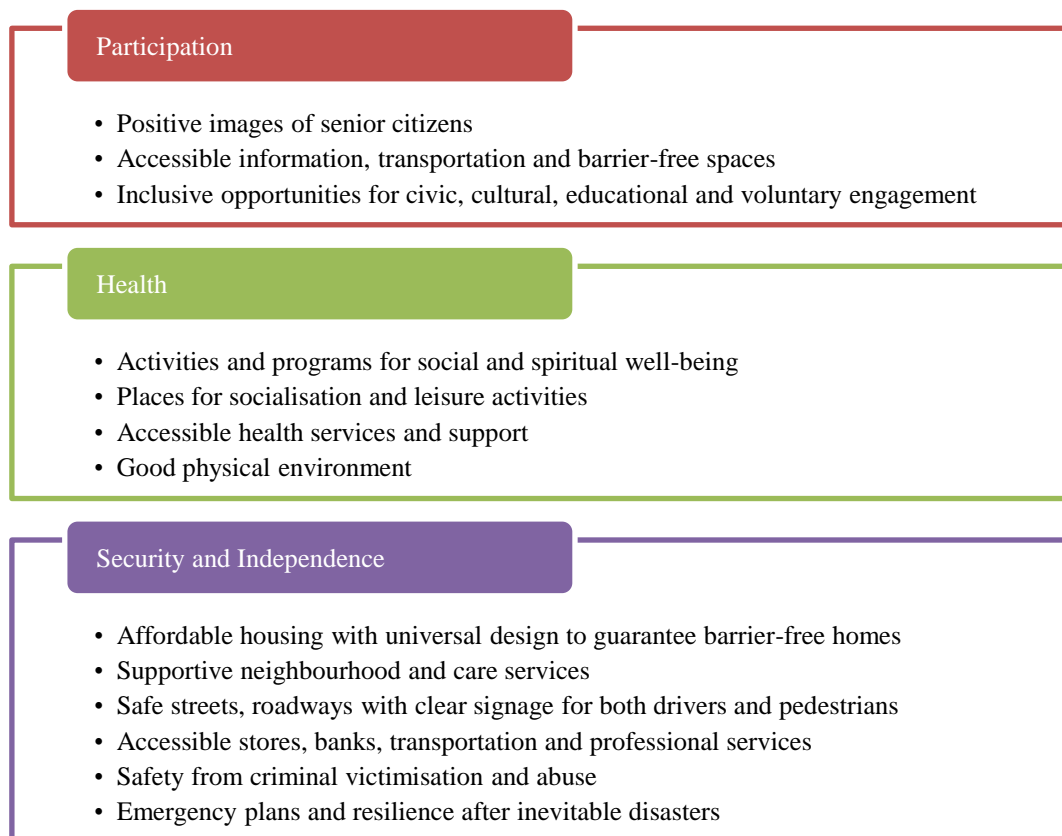 Participation
• Positive images of senior citizens
• Accessible information, transportation and barrier-free spaces
• Inclusive opportunities for civic, cultural, educational and voluntary engagement
Health
• Activities and programs for social and spiritual well-being
• Places for socialisation and leisure activities
• Accessible health services and support
• Good physical environment
Security and Independence
• Affordable housing with universal design to guarantee barrier-free homes
• Supportive neighbourhood and care services
• Safe streets, roadways with clear signage for both drivers and pedestrians
• Accessible stores, banks, transportation and professional services
• Safety from criminal victimisation and abuse
• Emergency plans and resilience after inevitable disasters